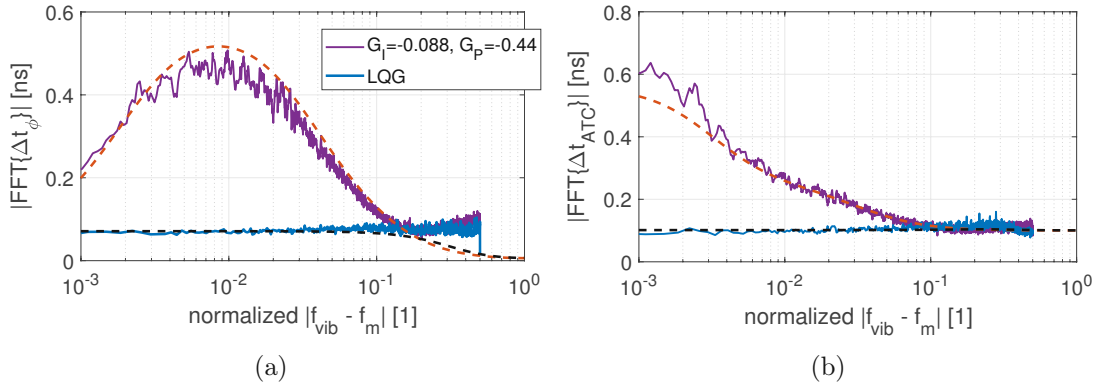 |FFT{Δt_ϕ}| [ns]
0.4
0.2
0
10^-3
10^-2
10^-1
10^0
normalized |f_vib - f_m| [1]
G_I=-0.088, G_P=-0.44
LQG
(a)
|FFT{Δt_ATC}| [ns]
0.8
0.6
0.4
0.2
0
10^-3
10^-2
10^-1
10^0
normalized |f_vib - f_m| [1]
(b)